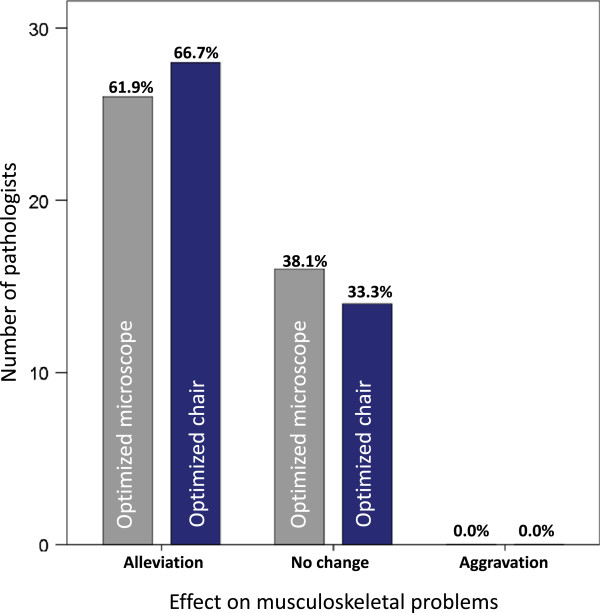 30
20
10
0
Number of pathologists
61.9%
66.7%
38.1%
33.3%
0.0%
0.0%
Optimized microscope
Optimized chair
Optimized microscope
Optimized chair
Alleviation
No change
Aggravation
Effect on musculoskeletal problems